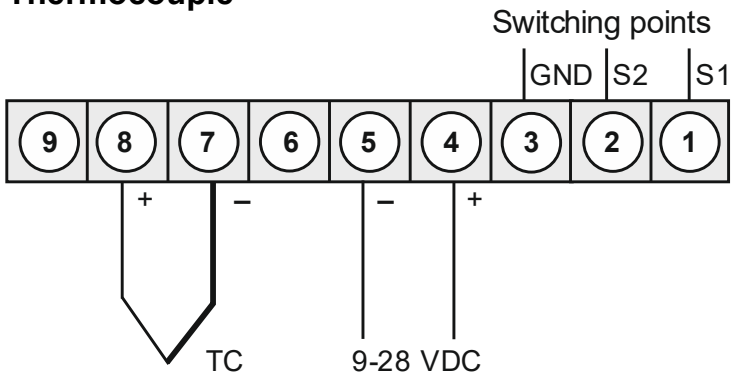 Thermocouple
Switching points
GND S2 S1
9 8 7 6 5 4 3 2 1
+ – – +
TC 9-28 VDC